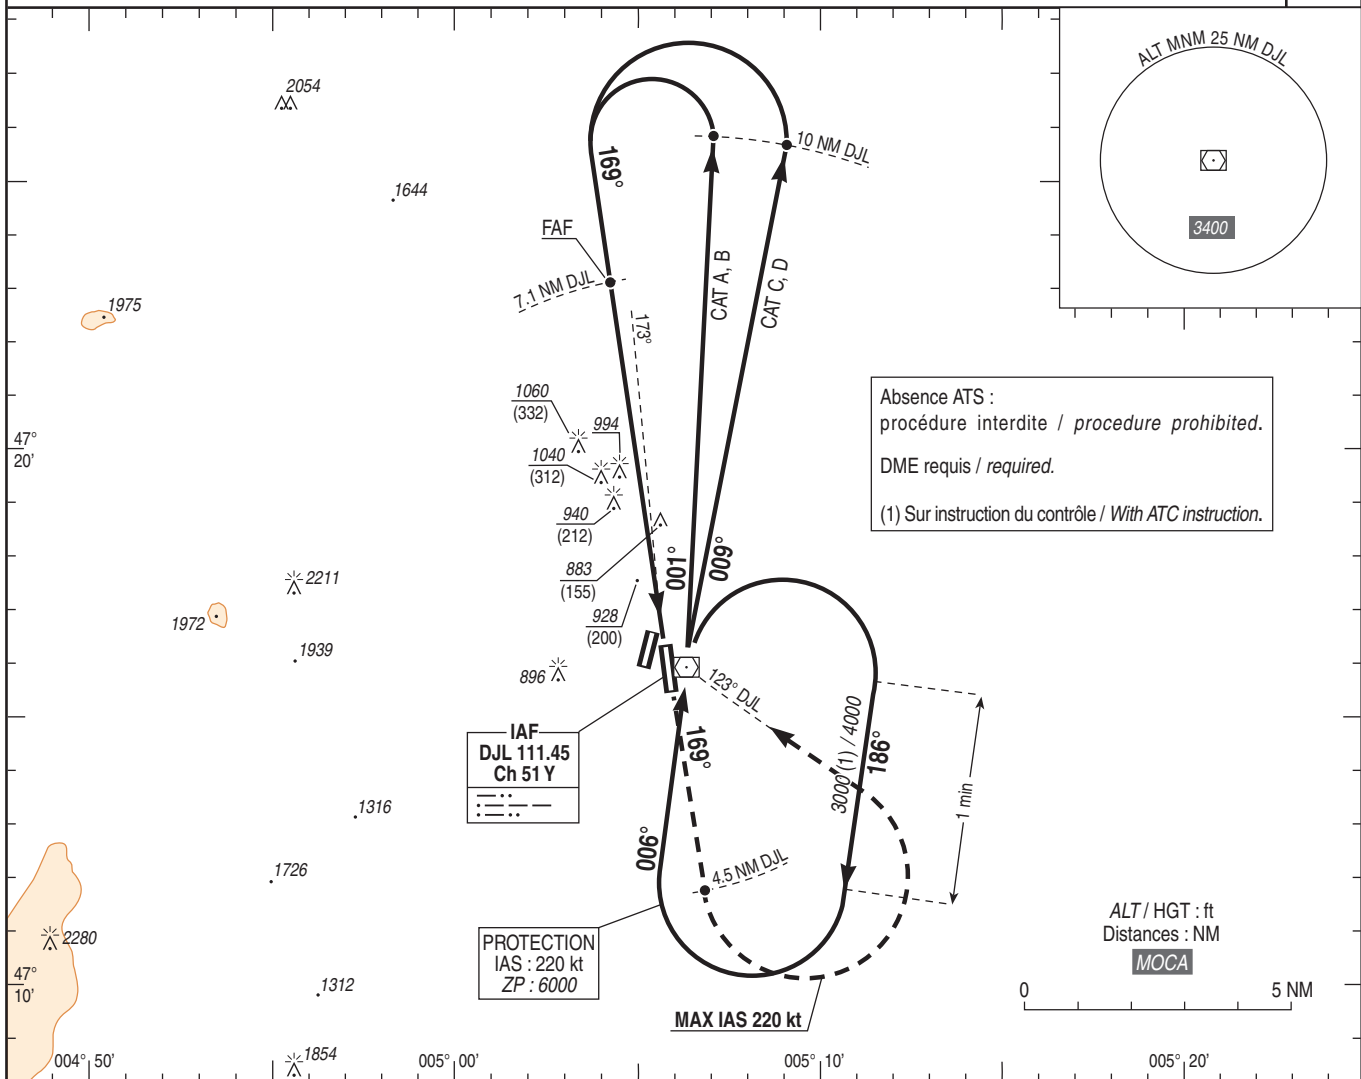 ALT MNM 25 NM DJL
3400
2054
1644
1975
169°
10 NM DJL
FAF
7.1 NM DJL
173°
CAT A, B
CAT C, D
Absence ATS :
procédure interdite / procedure prohibited.
DME requis / required.
(1) Sur instruction du contrôle / With ATC instruction.
47°
20'
1060
(332)
994
1040
(312)
940
(212)
883
(155)
928
(200)
001°
009°
2211
1972
1939
896
123° DJL
IAF
DJL 111.45
Ch 51 Y
169°
3000 (1) / 4000
186°
1 min
1316
006°
1726
4.5 NM DJL
2280
PROTECTION
IAS : 220 kt
ZP : 6000
ALT / HGT : ft
Distances : NM
MOCA
47°
10'
1312
0
5 NM
MAX IAS 220 kt
1854
004° 50'
005° 00'
005° 10'
005° 20'